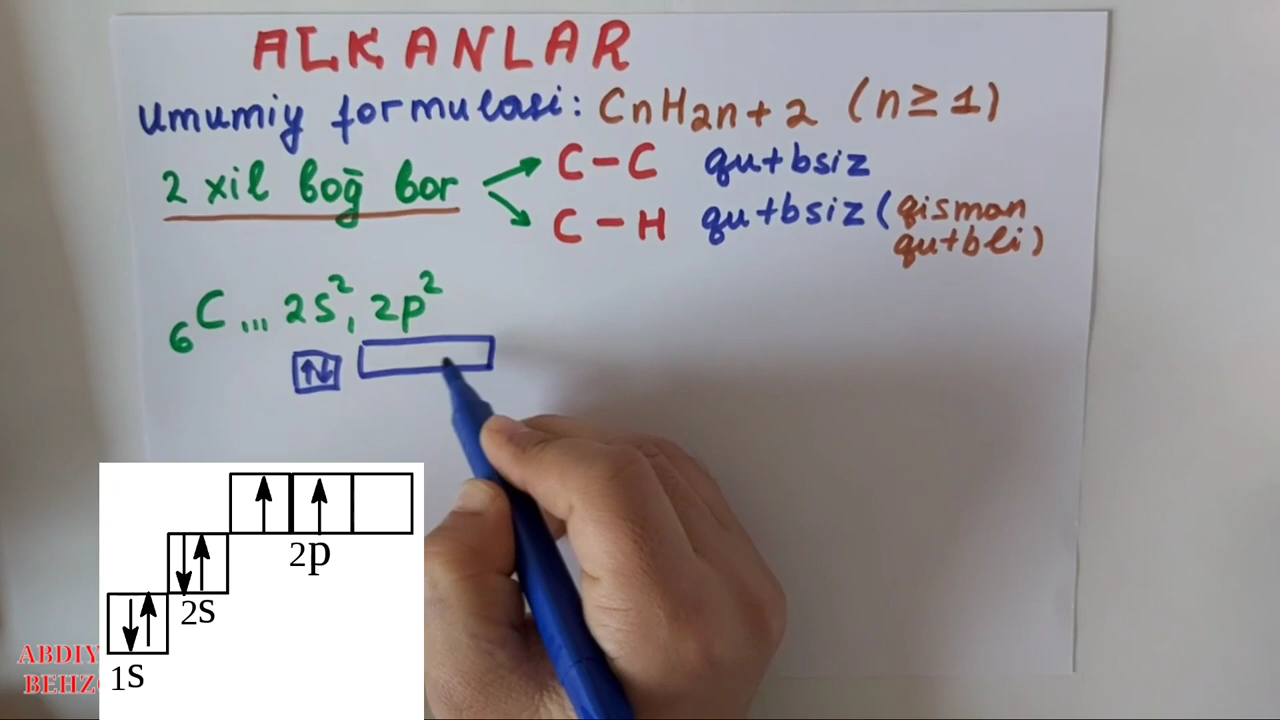 ALKANLAR
Umumiy formulasi: CnH2n+2 (n≥1)
2 xil boḡ bor
C-C qutbsiz
C-H qutbsiz (qisman
qutbli)
6C... 2s², 2p²
↑↓
↑ ↑
2p
↓↑
2s
↓↑
1s
ABDIY
BEHZ